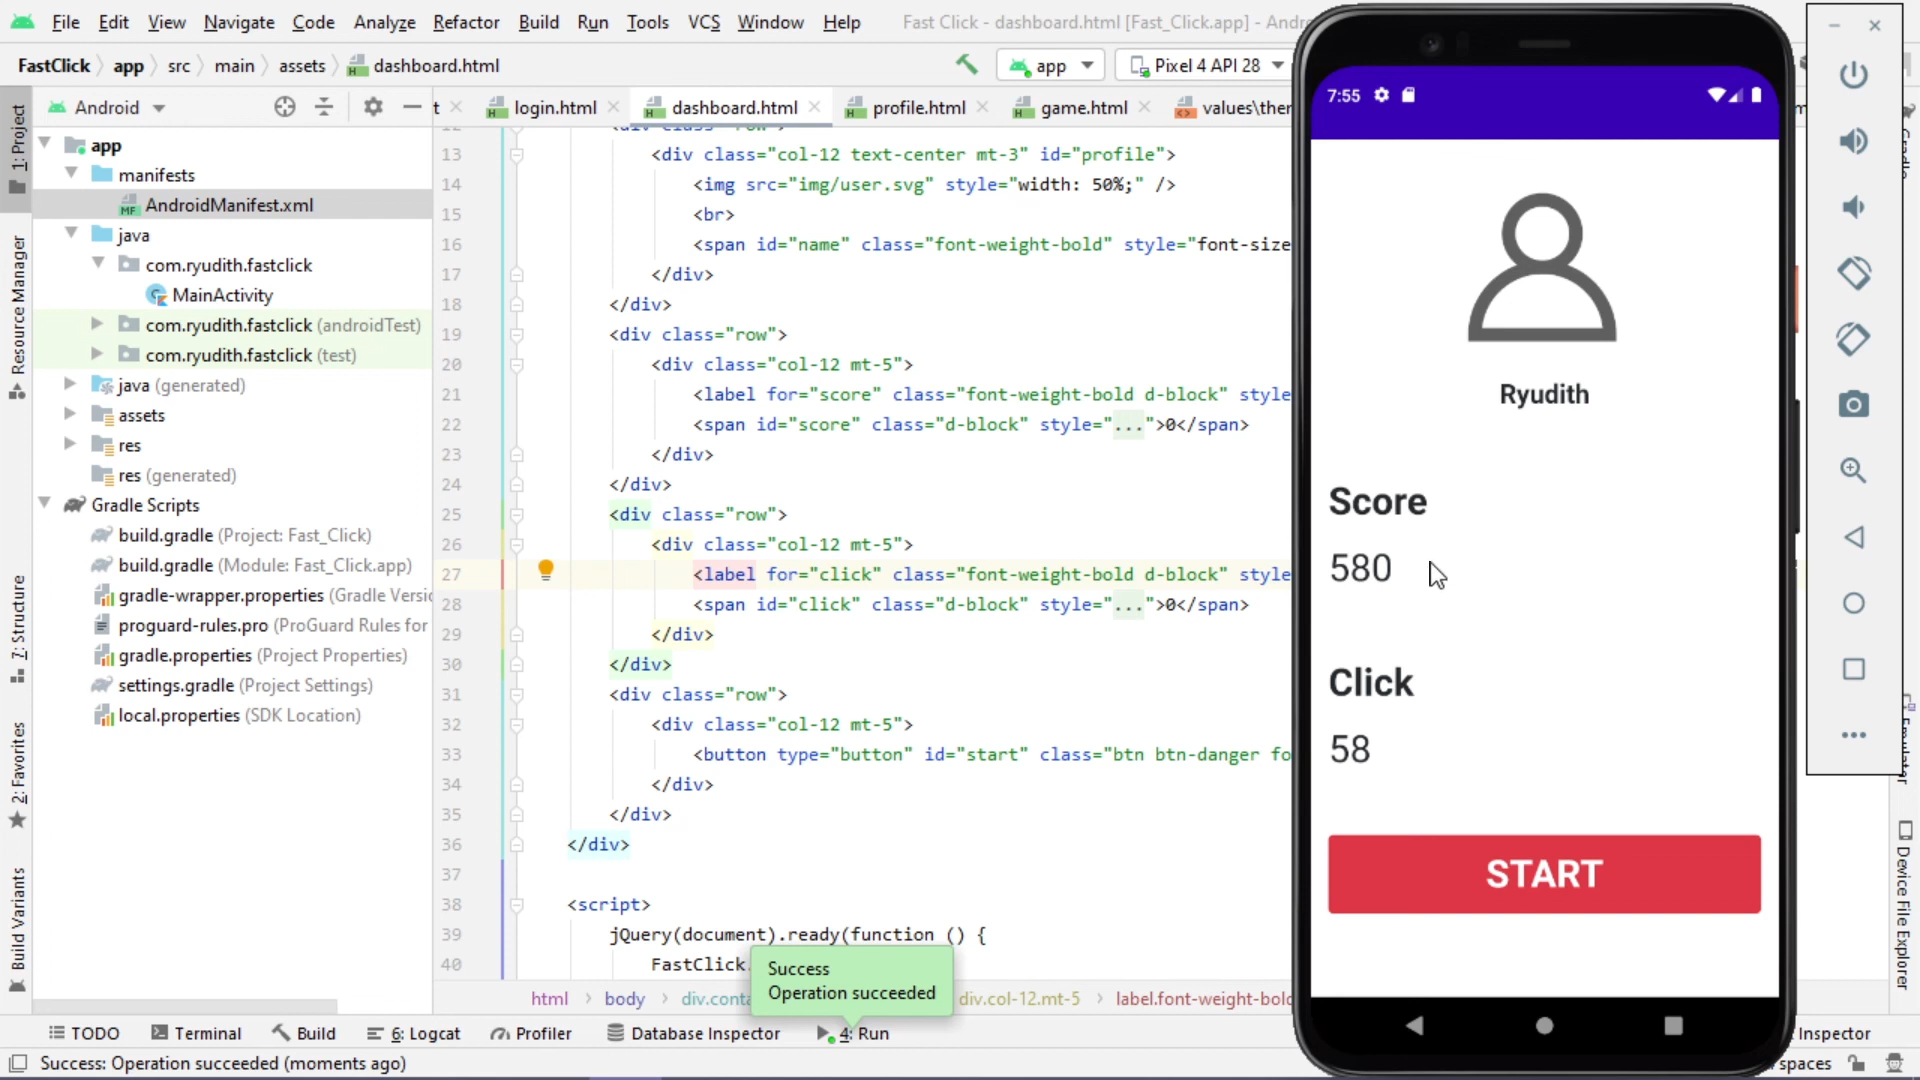 File Edit View Navigate Code Analyze Refactor Build Run Tools VCS Window Help Fast Click - dashboard.html [Fast_Click.app] - Andr
FastClick app src main assets dashboard.html app Pixel 4 API 28
Android
login.html dashboard.html profile.html game.html values\ther
app
manifests
AndroidManifest.xml
java
com.ryudith.fastclick
MainActivity
com.ryudith.fastclick (androidTest)
com.ryudith.fastclick (test)
java (generated)
assets
res
res (generated)
Gradle Scripts
build.gradle (Project: Fast_Click)
build.gradle (Module: Fast_Click.app)
gradle-wrapper.properties (Gradle Versic
proguard-rules.pro (ProGuard Rules for
gradle.properties (Project Properties)
settings.gradle (Project Settings)
local.properties (SDK Location)
1: Project
Resource Manager
7: Structure
2: Favorites
Build Variants
13 <div class="col-12 text-center mt-3" id="profile">
14 <img src="img/user.svg" style="width: 50%;" />
15 <br>
16 <span id="name" class="font-weight-bold" style="font-size
17 </div>
18 </div>
19 <div class="row">
20 <div class="col-12 mt-5">
21 <label for="score" class="font-weight-bold d-block" style
22 <span id="score" class="d-block" style="...">0</span>
23 </div>
24 </div>
25 <div class="row">
26 <div class="col-12 mt-5">
27 <label for="click" class="font-weight-bold d-block" style
28 <span id="click" class="d-block" style="...">0</span>
29 </div>
30 </div>
31 <div class="row">
32 <div class="col-12 mt-5">
33 <button type="button" id="start" class="btn btn-danger fo
34 </div>
35 </div>
36 </div>
37
38 <script>
39 jQuery(document).ready(function () {
40 FastClick.
Success
Operation succeeded
html body div.conta div.col-12.mt-5 label.font-weight-bold
7:55
Ryudith
Score
580
Click
58
START
Device File Explorer
TODO Terminal Build 6: Logcat Profiler Database Inspector 4: Run Inspector
Success: Operation succeeded (moments ago) spaces